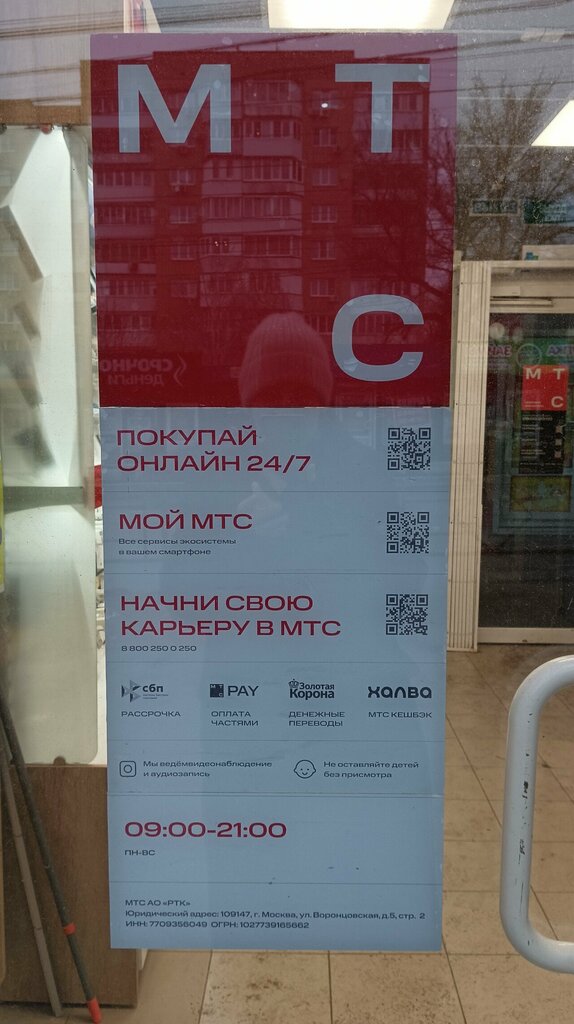 М Т
С
ПОКУПАЙ
ОНЛАЙН 24/7
МОЙ МТС
Все сервисы экосистемы
в вашем смартфоне
НАЧНИ СВОЮ
КАРЬЕРУ В МТС
8 800 250 0 250
сбп PAY Золотая Корона ХАЛВА
РАССРОЧКА ОПЛАТА ЧАСТЯМИ ДЕНЕЖНЫЕ ПЕРЕВОДЫ МТС КЕШБЭК
Мы ведёмвидеонаблюдение
и аудиозапись
Не оставляйте детей
без присмотра
09:00-21:00
ПН-ВС
МТС АО «РТК»
Юридический адрес: 109147, г. Москва, ул. Воронцовская, д.5, стр. 2
ИНН: 7709356049 ОГРН: 1027739165662
СРОЧНО
ДЕНЬГИ
М Т
С